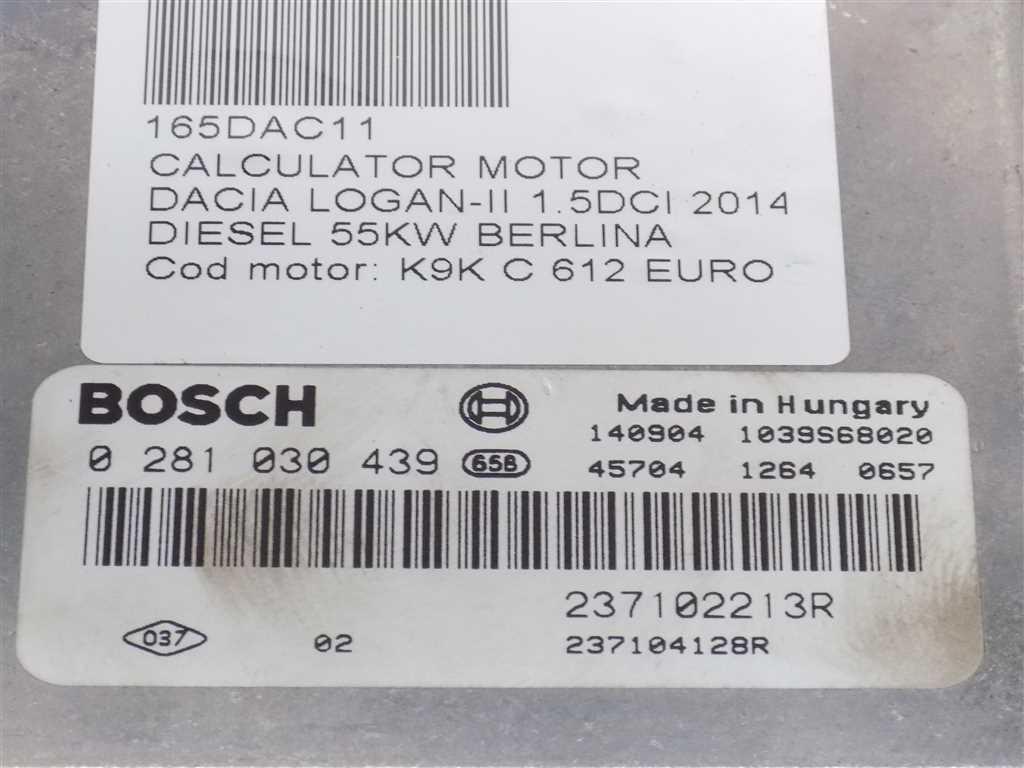 165DAC11
CALCULATOR MOTOR
DACIA LOGAN-II 1.5DCI 2014
DIESEL 55KW BERLINA
Cod motor: K9K C 612 EURO
BOSCH
Made in Hungary
140904 1039S68020
0 281 030 439 658
45704 1264 0657
237102213R
037 02 237104128R